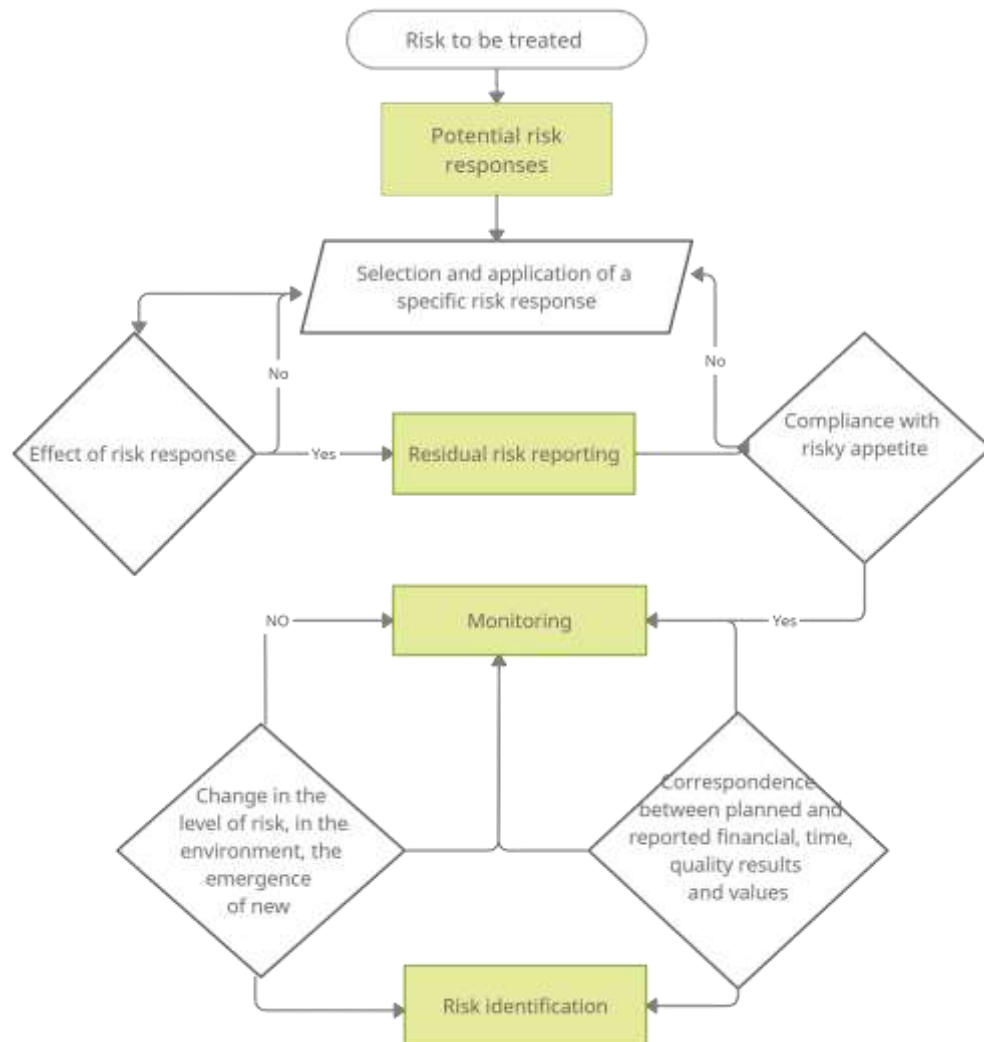 Risk to be treated
Potential risk
responses
Selection and application of a
specific risk response
No
No
Effect of risk response
Yes
Residual risk reporting
Compliance with
risky appetite
NO
Monitoring
Yes
Change in the
level of risk, in the
environment, the
emergence
of new
Correspondence
between planned and
reported financial, time,
quality results
and values
Risk identification